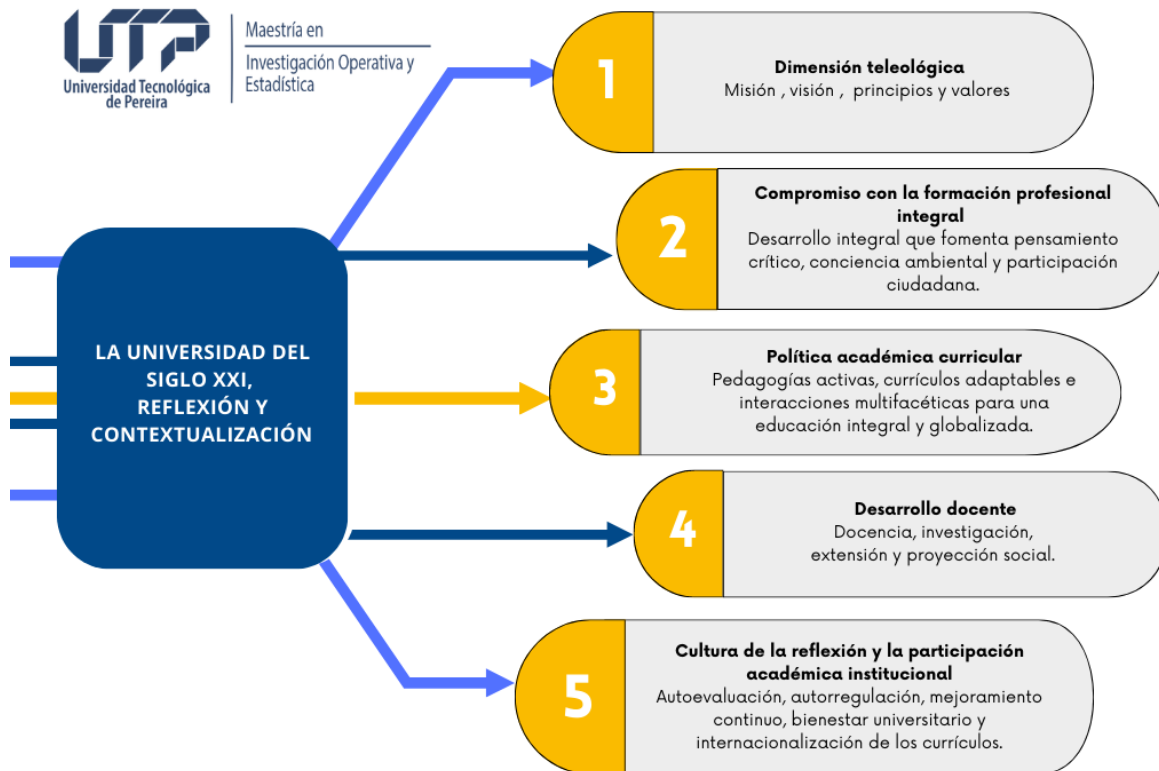 UTP
Universidad Tecnológica
de Pereira
Maestría en
Investigación Operativa y
Estadística
LA UNIVERSIDAD DEL
SIGLO XXI,
REFLEXIÓN Y
CONTEXTUALIZACIÓN
1
Dimensión teleológica
Misión , visión , principios y valores
2
Compromiso con la formación profesional
integral
Desarrollo integral que fomenta pensamiento
crítico, conciencia ambiental y participación
ciudadana.
3
Política académica curricular
Pedagogías activas, currículos adaptables e
interacciones multifacéticas para una
educación integral y globalizada.
4
Desarrollo docente
Docencia, investigación,
extensión y proyección social.
5
Cultura de la reflexión y la participación
académica institucional
Autoevaluación, autorregulación, mejoramiento
continuo, bienestar universitario y
internacionalización de los currículos.